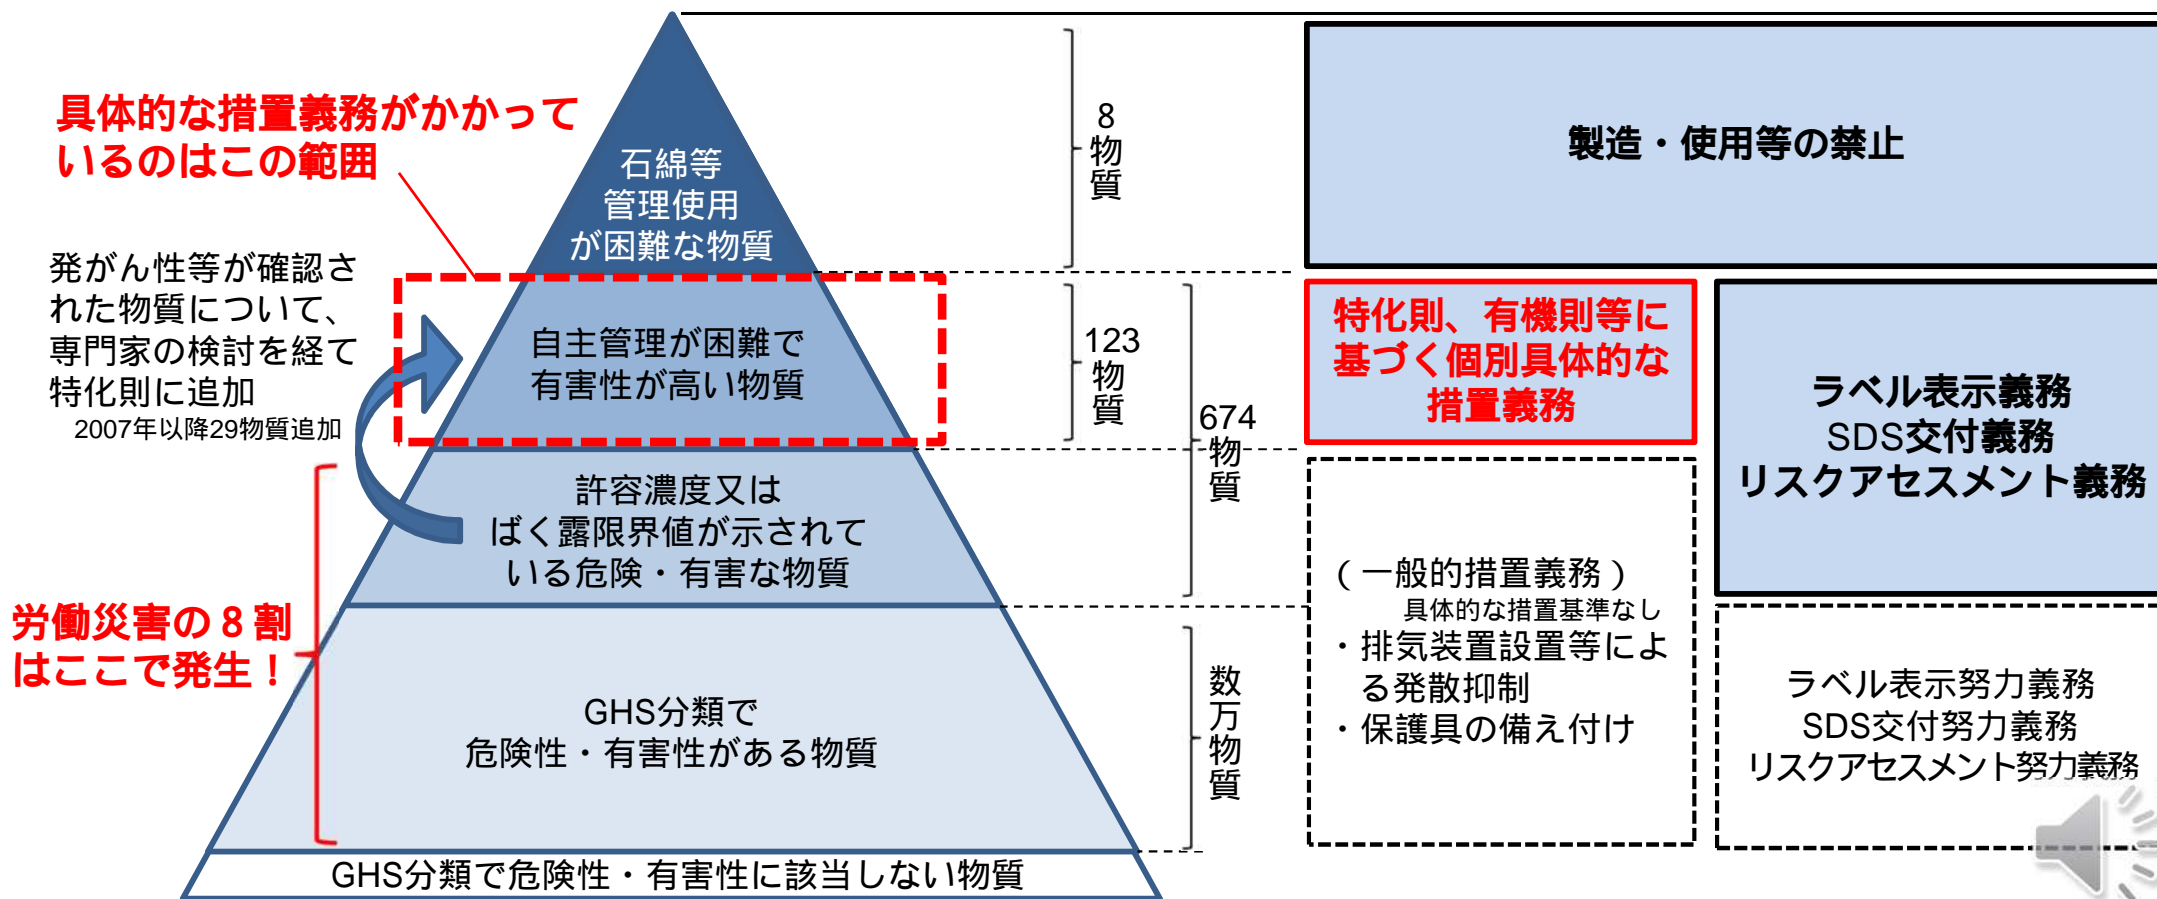 具体的な措置義務がかかって
いるのはこの範囲
発がん性等が確認さ
れた物質について、
専門家の検討を経て
特化則に追加
2007年以降29物質追加
労働災害の８割
はここで発生！
石綿等
管理使用
が困難な物質
自主管理が困難で
有害性が高い物質
許容濃度又は
ばく露限界値が示されて
いる危険・有害な物質
GHS分類で
危険性・有害性がある物質
GHS分類で危険性・有害性に該当しない物質
8物質
123物質
674物質
数万物質
製造・使用等の禁止
特化則、有機則等に
基づく個別具体的な
措置義務
（一般的措置義務）
具体的な措置基準なし
・排気装置設置等によ
る発散抑制
・保護具の備え付け
ラベル表示義務
SDS交付義務
リスクアセスメント義務
ラベル表示努力義務
SDS交付努力義務
リスクアセスメント努力義務